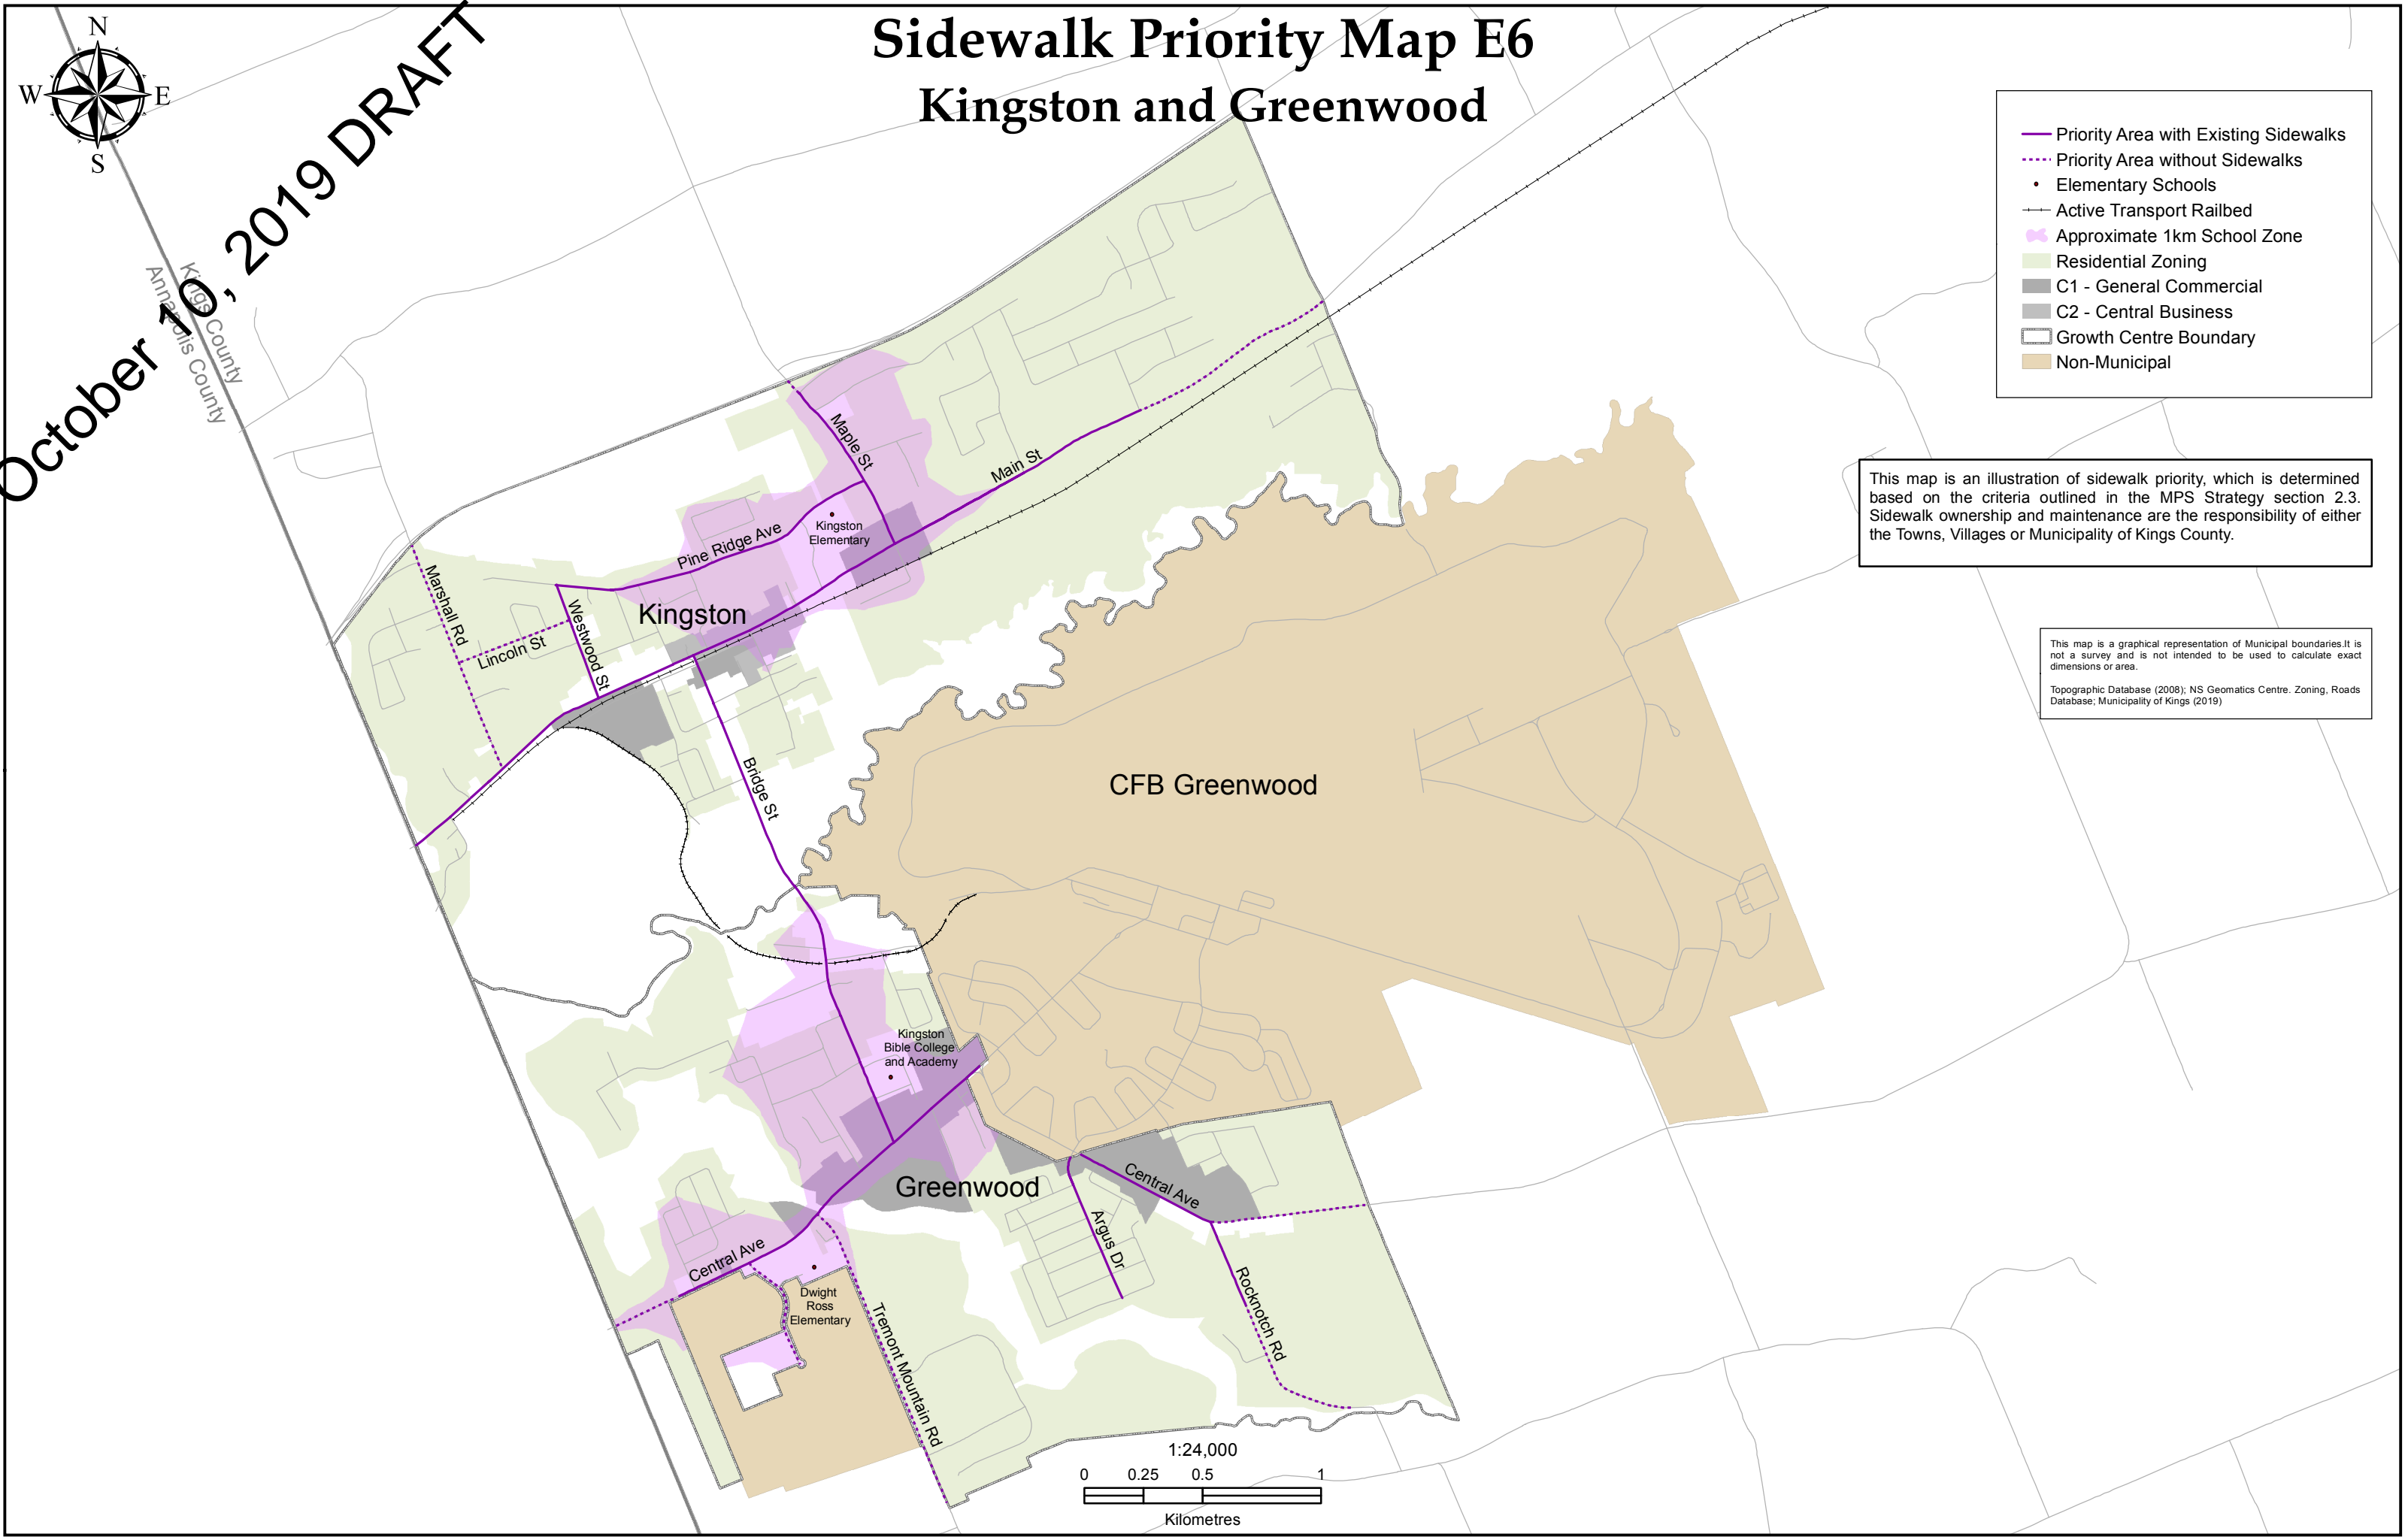 Sidewalk Priority Map E6
Kingston and Greenwood
October 10, 2019 DRAFT
N
W
E
S
Kings County
Annapolis County
Priority Area with Existing Sidewalks
Priority Area without Sidewalks
Elementary Schools
Active Transport Railbed
Approximate 1km School Zone
Residential Zoning
C1 - General Commercial
C2 - Central Business
Growth Centre Boundary
Non-Municipal
This map is an illustration of sidewalk priority, which is determined
based on the criteria outlined in the MPS Strategy section 2.3.
Sidewalk ownership and maintenance are the responsibility of either
the Towns, Villages or Municipality of Kings County.
This map is a graphical representation of Municipal boundaries.It is
not a survey and is not intended to be used to calculate exact
dimensions or area.
Topographic Database (2008); NS Geomatics Centre. Zoning, Roads
Database; Municipality of Kings (2019)
Maple St
Main St
Pine Ridge Ave
Kingston
Elementary
Marshall Rd
Westwood St
Lincoln St
Kingston
Bridge St
CFB Greenwood
Kingston
Bible College
and Academy
Greenwood
Central Ave
Argus Dr
Rocknotch Rd
Central Ave
Dwight
Ross
Elementary
Tremont Mountain Rd
1:24,000
0 0.25 0.5 1
Kilometres